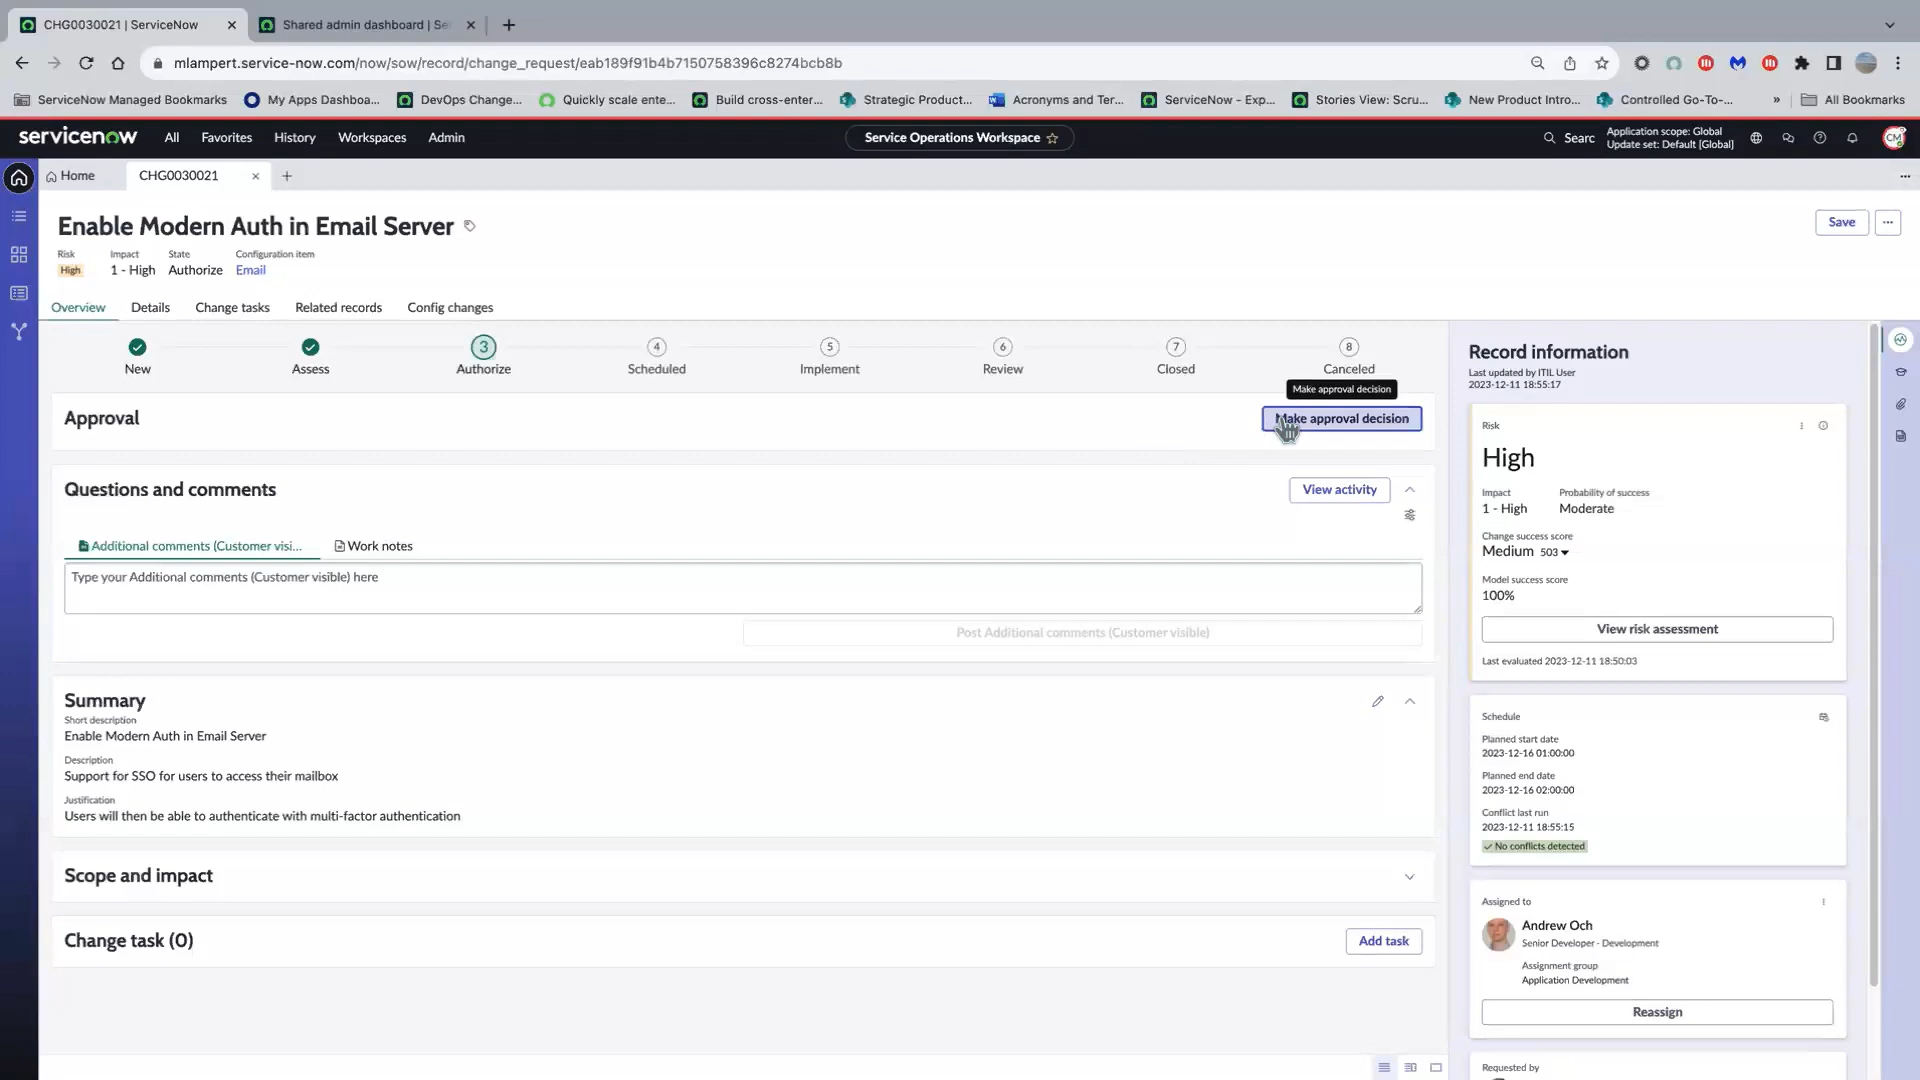 CHG0030021 | ServiceNow
Shared admin dashboard | Se
mlampert.service-now.com/now/sow/record/change_request/eab189f91b4b7150758396c8274bcb8b
ServiceNow Managed Bookmarks
My Apps Dashboa...
DevOps Change...
Quickly scale ente...
Build cross-enter...
Strategic Product...
Acronyms and Ter...
ServiceNow - Exp...
Stories View: Scru...
New Product Intro...
Controlled Go-To-...
»
All Bookmarks
servicenow
All
Favorites
History
Workspaces
Admin
Service Operations Workspace
Searc
Application scope: Global
Update set: Default [Global]
CM
Home
CHG0030021
Enable Modern Auth in Email Server
Save
Risk
High
Impact
1 - High
State
Authorize
Configuration item
Email
Overview
Details
Change tasks
Related records
Config changes
New
Assess
3
Authorize
4
Scheduled
5
Implement
6
Review
7
Closed
8
Canceled
Make approval decision
Approval
Make approval decision
Questions and comments
View activity
Additional comments (Customer visi...
Work notes
Type your Additional comments (Customer visible) here
Post Additional comments (Customer visible)
Summary
Short description
Enable Modern Auth in Email Server
Description
Support for SSO for users to access their mailbox
Justification
Users will then be able to authenticate with multi-factor authentication
Scope and impact
Change task (0)
Add task
Record information
Last updated by ITIL User
2023-12-11 18:55:17
Risk
High
Impact
1 - High
Probability of success
Moderate
Change success score
Medium 503
Model success score
100%
View risk assessment
Last evaluated 2023-12-11 18:50:03
Schedule
Planned start date
2023-12-16 01:00:00
Planned end date
2023-12-16 02:00:00
Conflict last run
2023-12-11 18:55:15
No conflicts detected
Assigned to
Andrew Och
Senior Developer - Development
Assignment group
Application Development
Reassign
Requested by